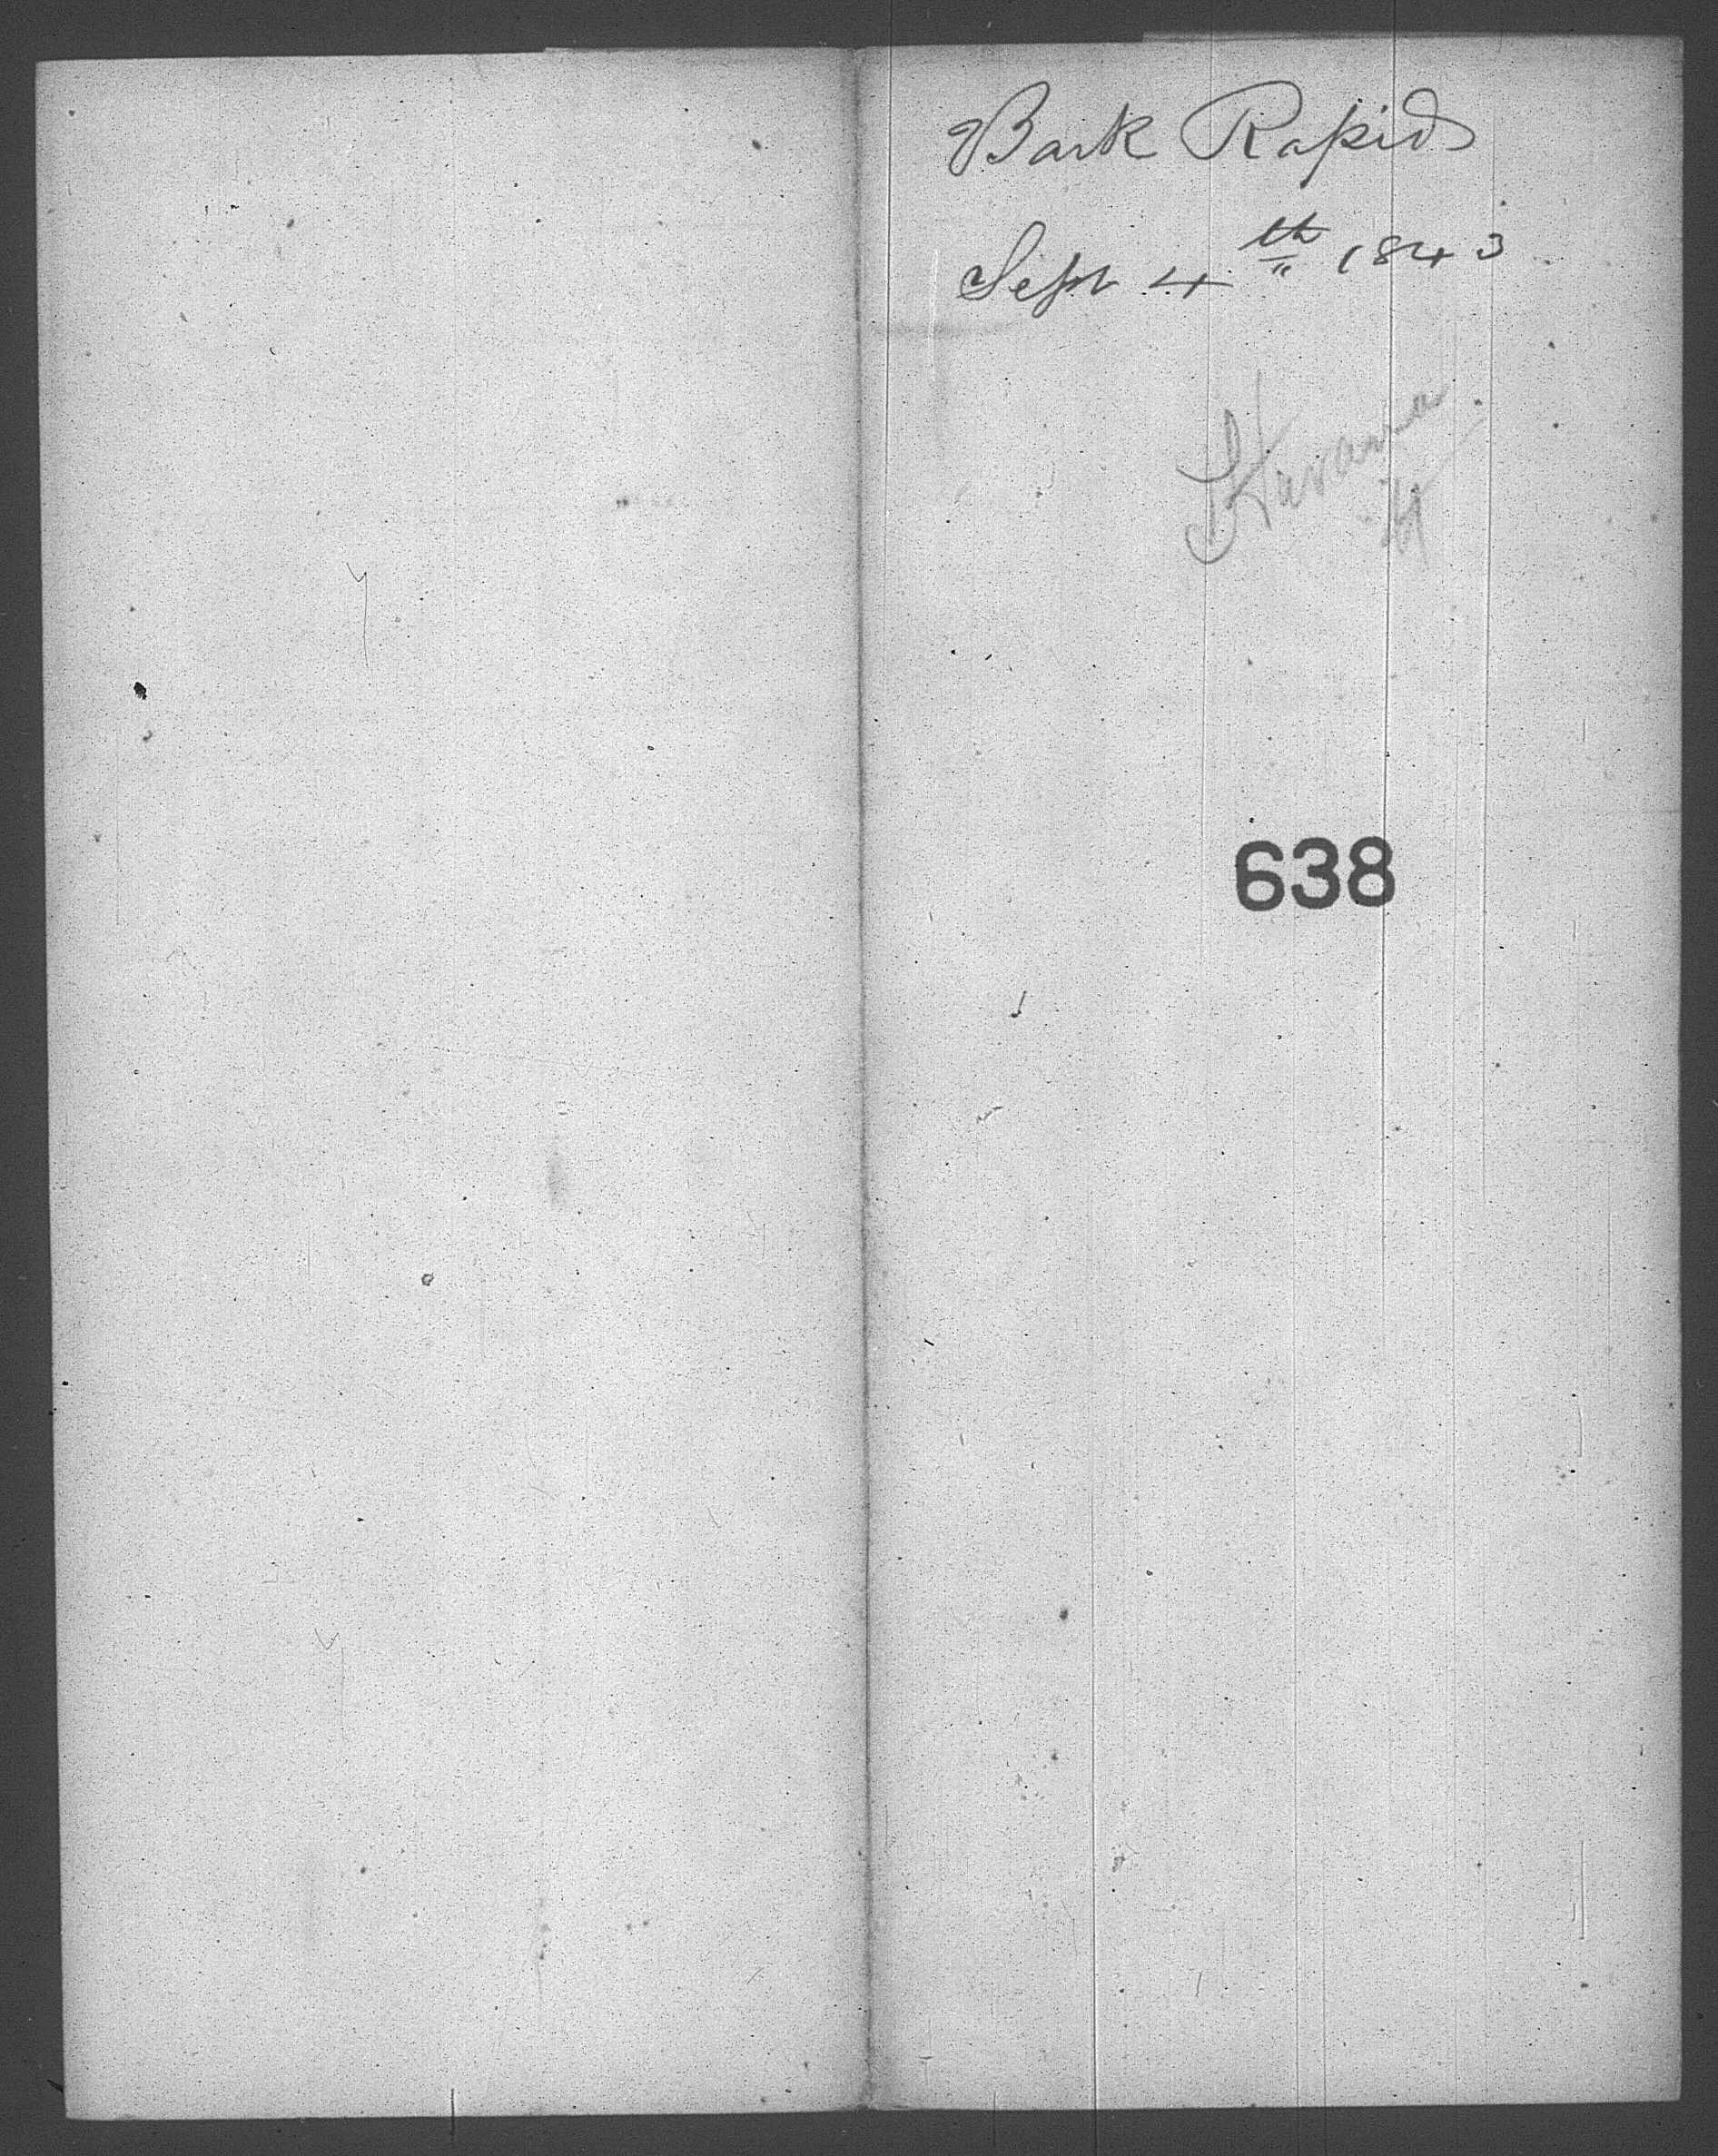 Bark Rapid
Sept 4th 1843
Havana
638